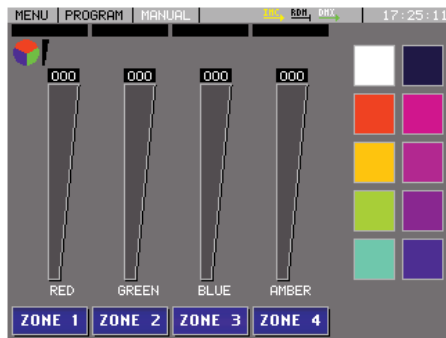 MENU PROGRAM MANUAL INC RDM DMX 17:25:11
000 000 000 000
RED GREEN BLUE AMBER
ZONE 1 ZONE 2 ZONE 3 ZONE 4